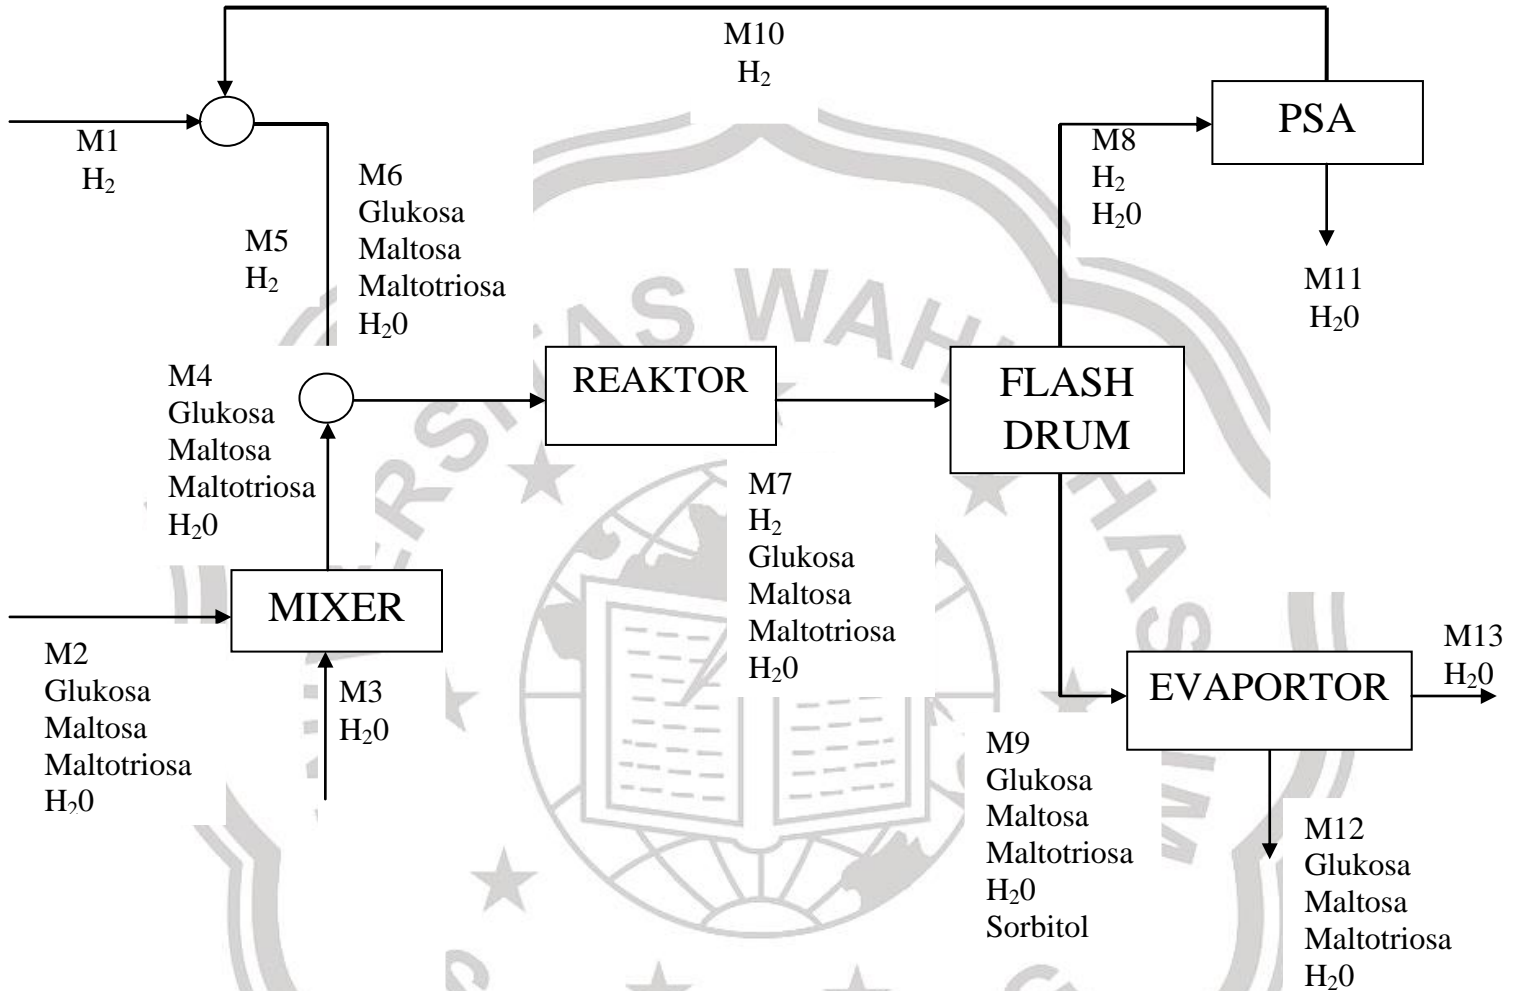 M10
H₂
PSA
M1
H₂
M8
H₂
H₂0
M6
Glukosa
Maltosa
Maltotriosa
H₂0
M5
H₂
M11
H₂0
M4
Glukosa
Maltosa
Maltotriosa
H₂0
REAKTOR
FLASH
DRUM
M7
H₂
Glukosa
Maltosa
Maltotriosa
H₂0
MIXER
M2
Glukosa
Maltosa
Maltotriosa
H₂0
M3
H₂0
EVAPORTOR
M13
H₂0
M9
Glukosa
Maltosa
Maltotriosa
H₂0
Sorbitol
M12
Glukosa
Maltosa
Maltotriosa
H₂0